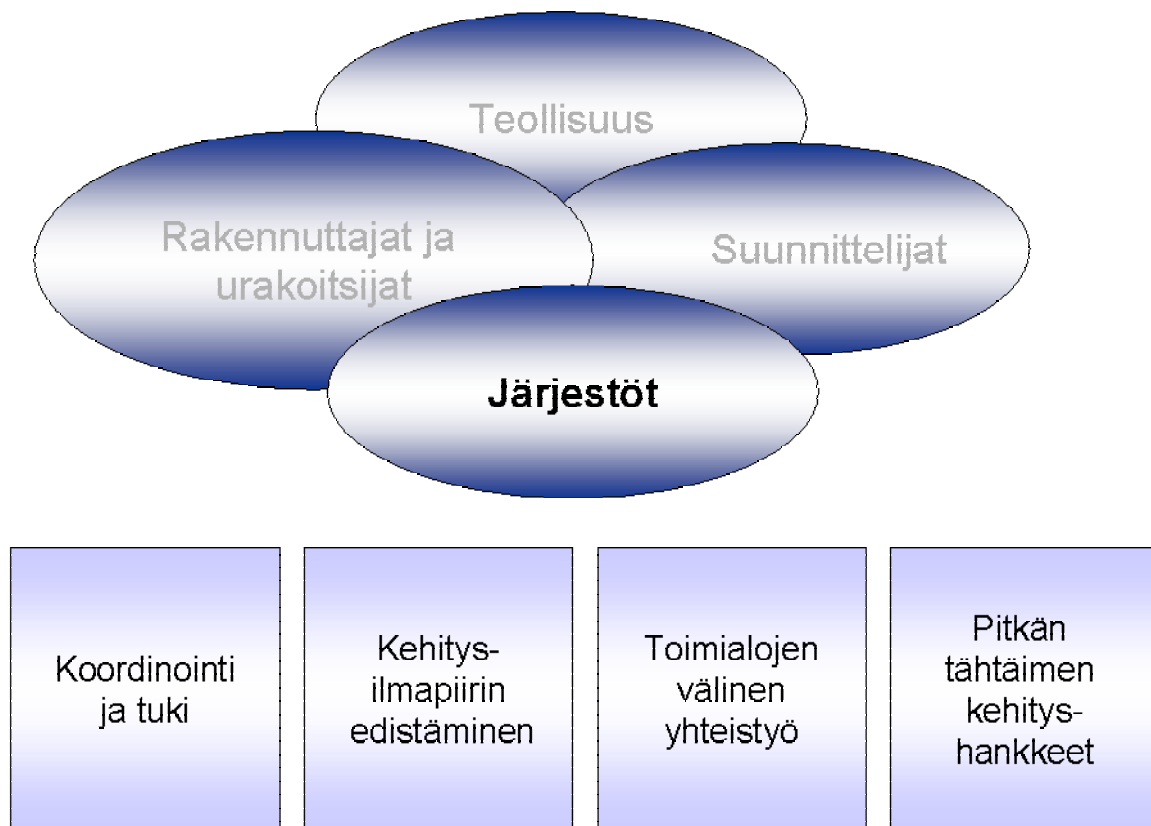 Teollisuus
Rakennuttajat ja
urakoitsijat
Suunnittelijat
Järjestöt
Koordinointi
ja tuki
Kehitys-
ilmapiirin
edistäminen
Toimialojen
välinen
yhteistyö
Pitkän
tähtäimen
kehitys-
hankkeet